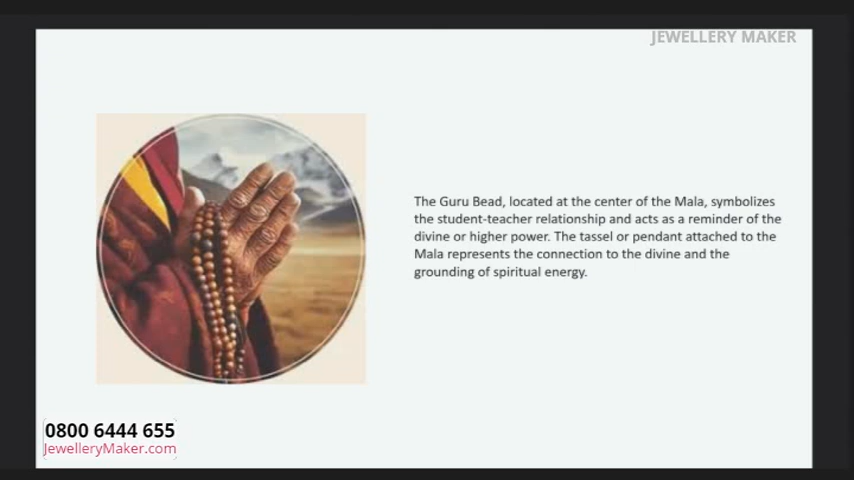 JEWELLERY MAKER
The Guru Bead, located at the center of the Mala, symbolizes
the student-teacher relationship and acts as a reminder of the
divine or higher power. The tassel or pendant attached to the
Mala represents the connection to the divine and the
grounding of spiritual energy.
0800 6444 655
JewelleryMaker.com